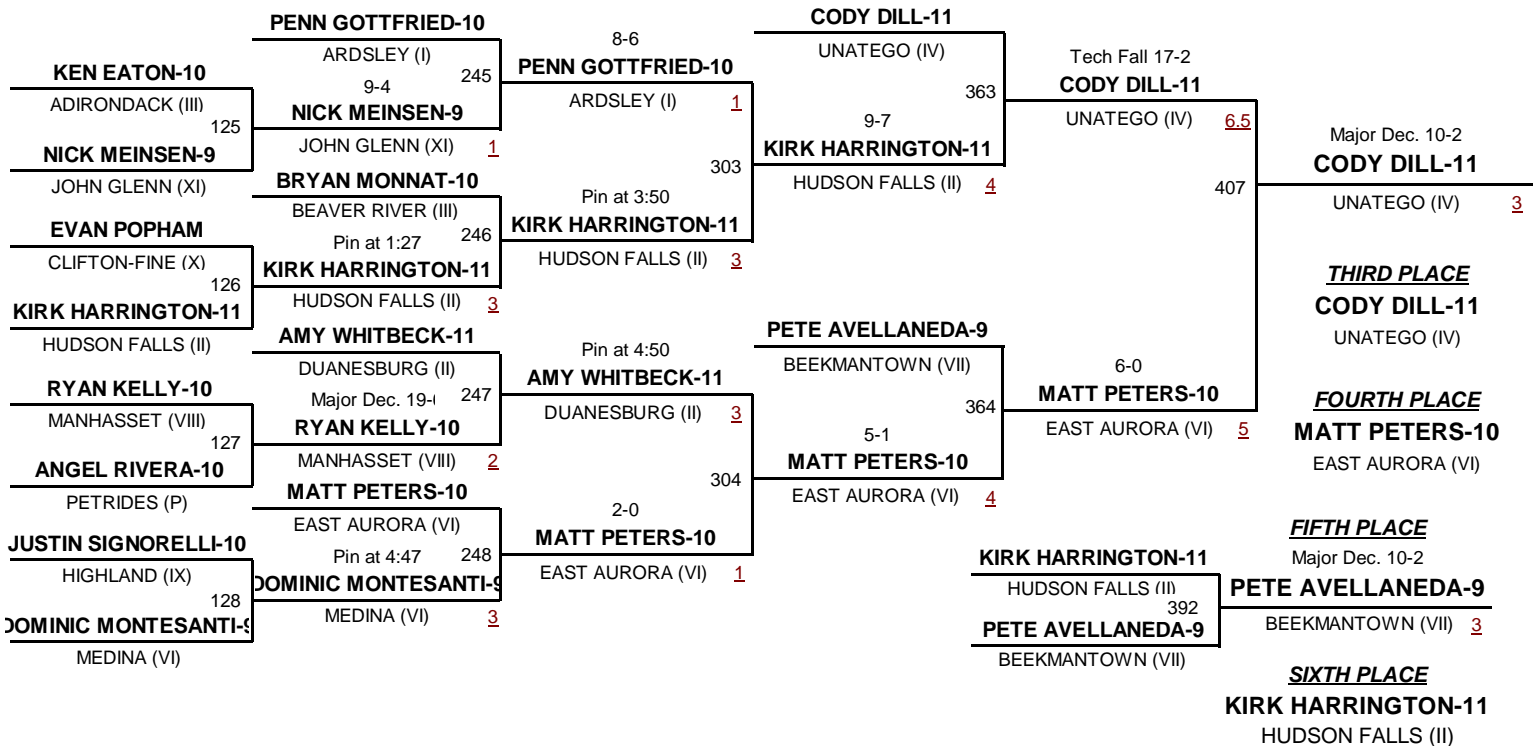 KEN EATON-10
ADIRONDACK (III)
125
NICK MEINSEN-9
JOHN GLENN (XI)
EVAN POPHAM
CLIFTON-FINE (X)
126
KIRK HARRINGTON-11
HUDSON FALLS (II)
RYAN KELLY-10
MANHASSET (VIII)
127
ANGEL RIVERA-10
PETRIDES (P)
JUSTIN SIGNORELLI-10
HIGHLAND (IX)
128
DOMINIC MONTESANTI-9
MEDINA (VI)
PENN GOTTFRIED-10
ARDSLEY (I)
245
9-4
NICK MEINSEN-9
JOHN GLENN (XI) 1
BRYAN MONNAT-10
BEAVER RIVER (III)
Pin at 1:27 246
KIRK HARRINGTON-11
HUDSON FALLS (II) 3
AMY WHITBECK-11
DUANESBURG (II)
Major Dec. 19-( 247
RYAN KELLY-10
MANHASSET (VIII) 2
MATT PETERS-10
EAST AURORA (VI)
Pin at 4:47 248
DOMINIC MONTESANTI-9
MEDINA (VI) 3
8-6
PENN GOTTFRIED-10
ARDSLEY (I) 1
303
Pin at 3:50
KIRK HARRINGTON-11
HUDSON FALLS (II) 3
Pin at 4:50
AMY WHITBECK-11
DUANESBURG (II) 3
304
2-0
MATT PETERS-10
EAST AURORA (VI) 1
CODY DILL-11
UNATEGO (IV)
363
9-7
KIRK HARRINGTON-11
HUDSON FALLS (II) 4
PETE AVELLANEDA-9
BEEKMANTOWN (VII)
364
5-1
MATT PETERS-10
EAST AURORA (VI) 4
Tech Fall 17-2
CODY DILL-11
UNATEGO (IV) 6.5
407
6-0
MATT PETERS-10
EAST AURORA (VI) 5
Major Dec. 10-2
CODY DILL-11
UNATEGO (IV) 3
THIRD PLACE
CODY DILL-11
UNATEGO (IV)
FOURTH PLACE
MATT PETERS-10
EAST AURORA (VI)
KIRK HARRINGTON-11
HUDSON FALLS (II)
392
PETE AVELLANEDA-9
BEEKMANTOWN (VII)
FIFTH PLACE
Major Dec. 10-2
PETE AVELLANEDA-9
BEEKMANTOWN (VII) 3
SIXTH PLACE
KIRK HARRINGTON-11
HUDSON FALLS (II)